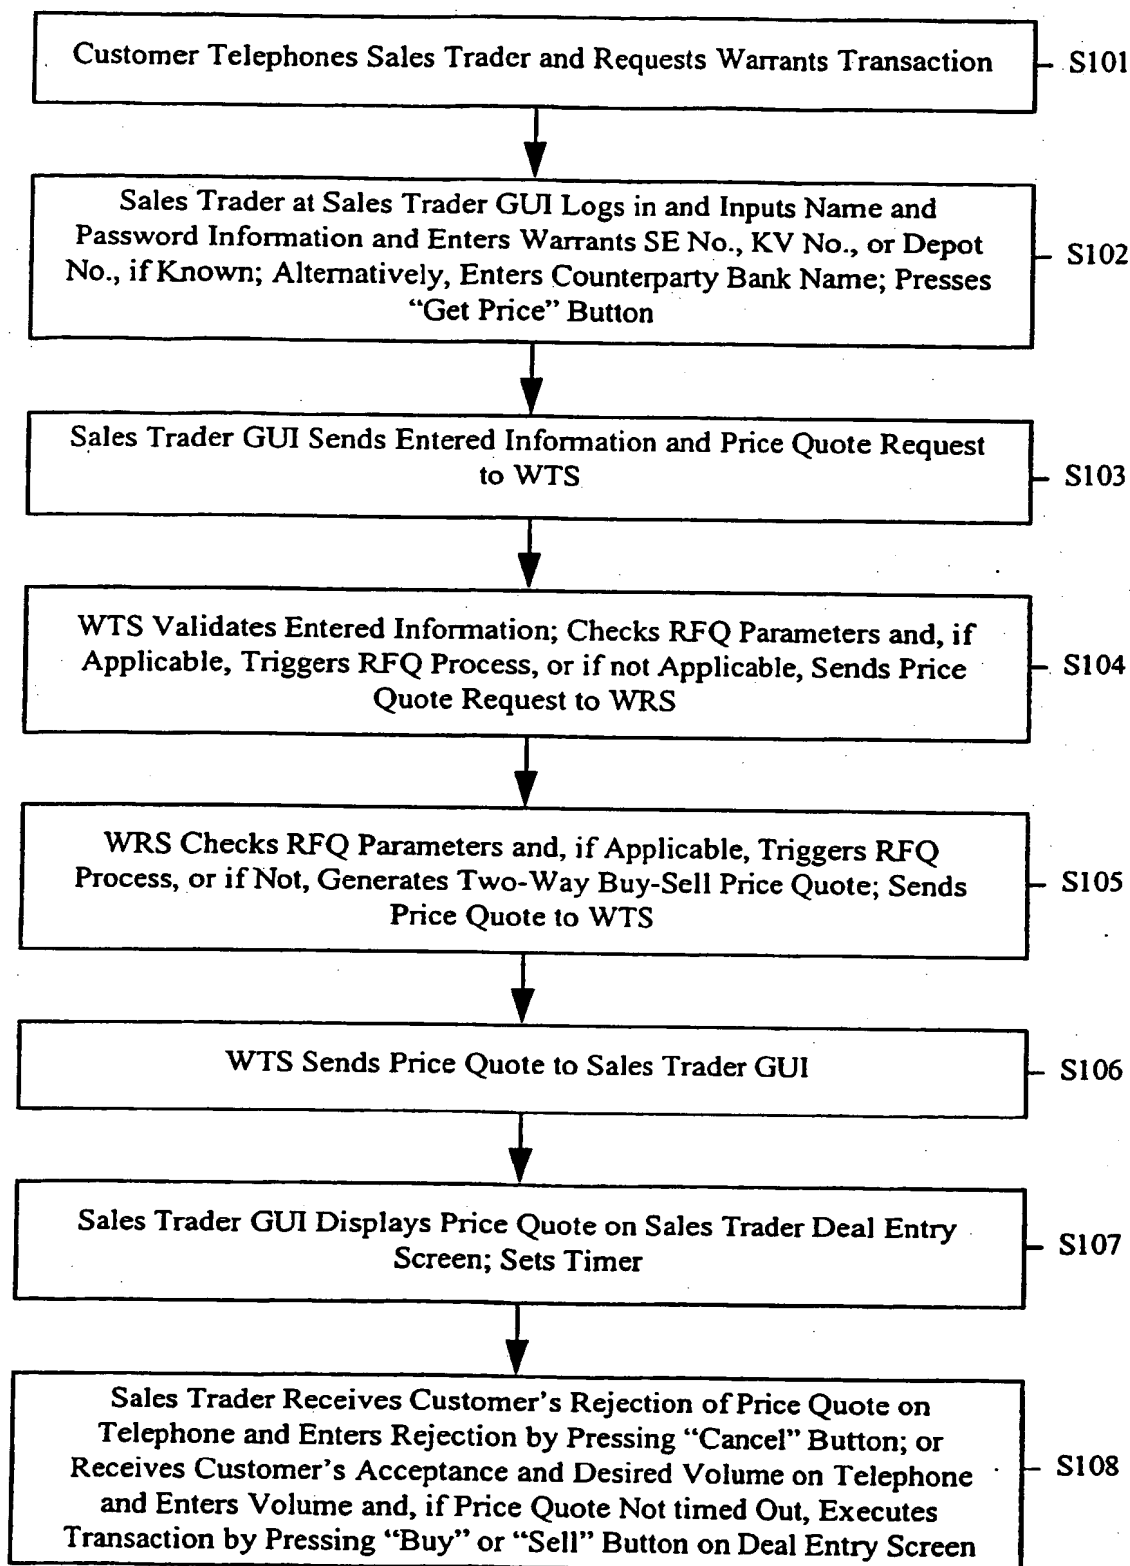 Customer Telephones Sales Trader and Requests Warrants Transaction
S101
Sales Trader at Sales Trader GUI Logs in and Inputs Name and
Password Information and Enters Warrants SE No., KV No., or Depot
No., if Known; Alternatively, Enters Counterparty Bank Name; Presses
“Get Price” Button
S102
Sales Trader GUI Sends Entered Information and Price Quote Request
to WTS
S103
WTS Validates Entered Information; Checks RFQ Parameters and, if
Applicable, Triggers RFQ Process, or if not Applicable, Sends Price
Quote Request to WRS
S104
WRS Checks RFQ Parameters and, if Applicable, Triggers RFQ
Process, or if Not, Generates Two-Way Buy-Sell Price Quote; Sends
Price Quote to WTS
S105
WTS Sends Price Quote to Sales Trader GUI
S106
Sales Trader GUI Displays Price Quote on Sales Trader Deal Entry
Screen; Sets Timer
S107
Sales Trader Receives Customer’s Rejection of Price Quote on
Telephone and Enters Rejection by Pressing “Cancel” Button; or
Receives Customer’s Acceptance and Desired Volume on Telephone
and Enters Volume and, if Price Quote Not timed Out, Executes
Transaction by Pressing “Buy” or “Sell” Button on Deal Entry Screen
S108